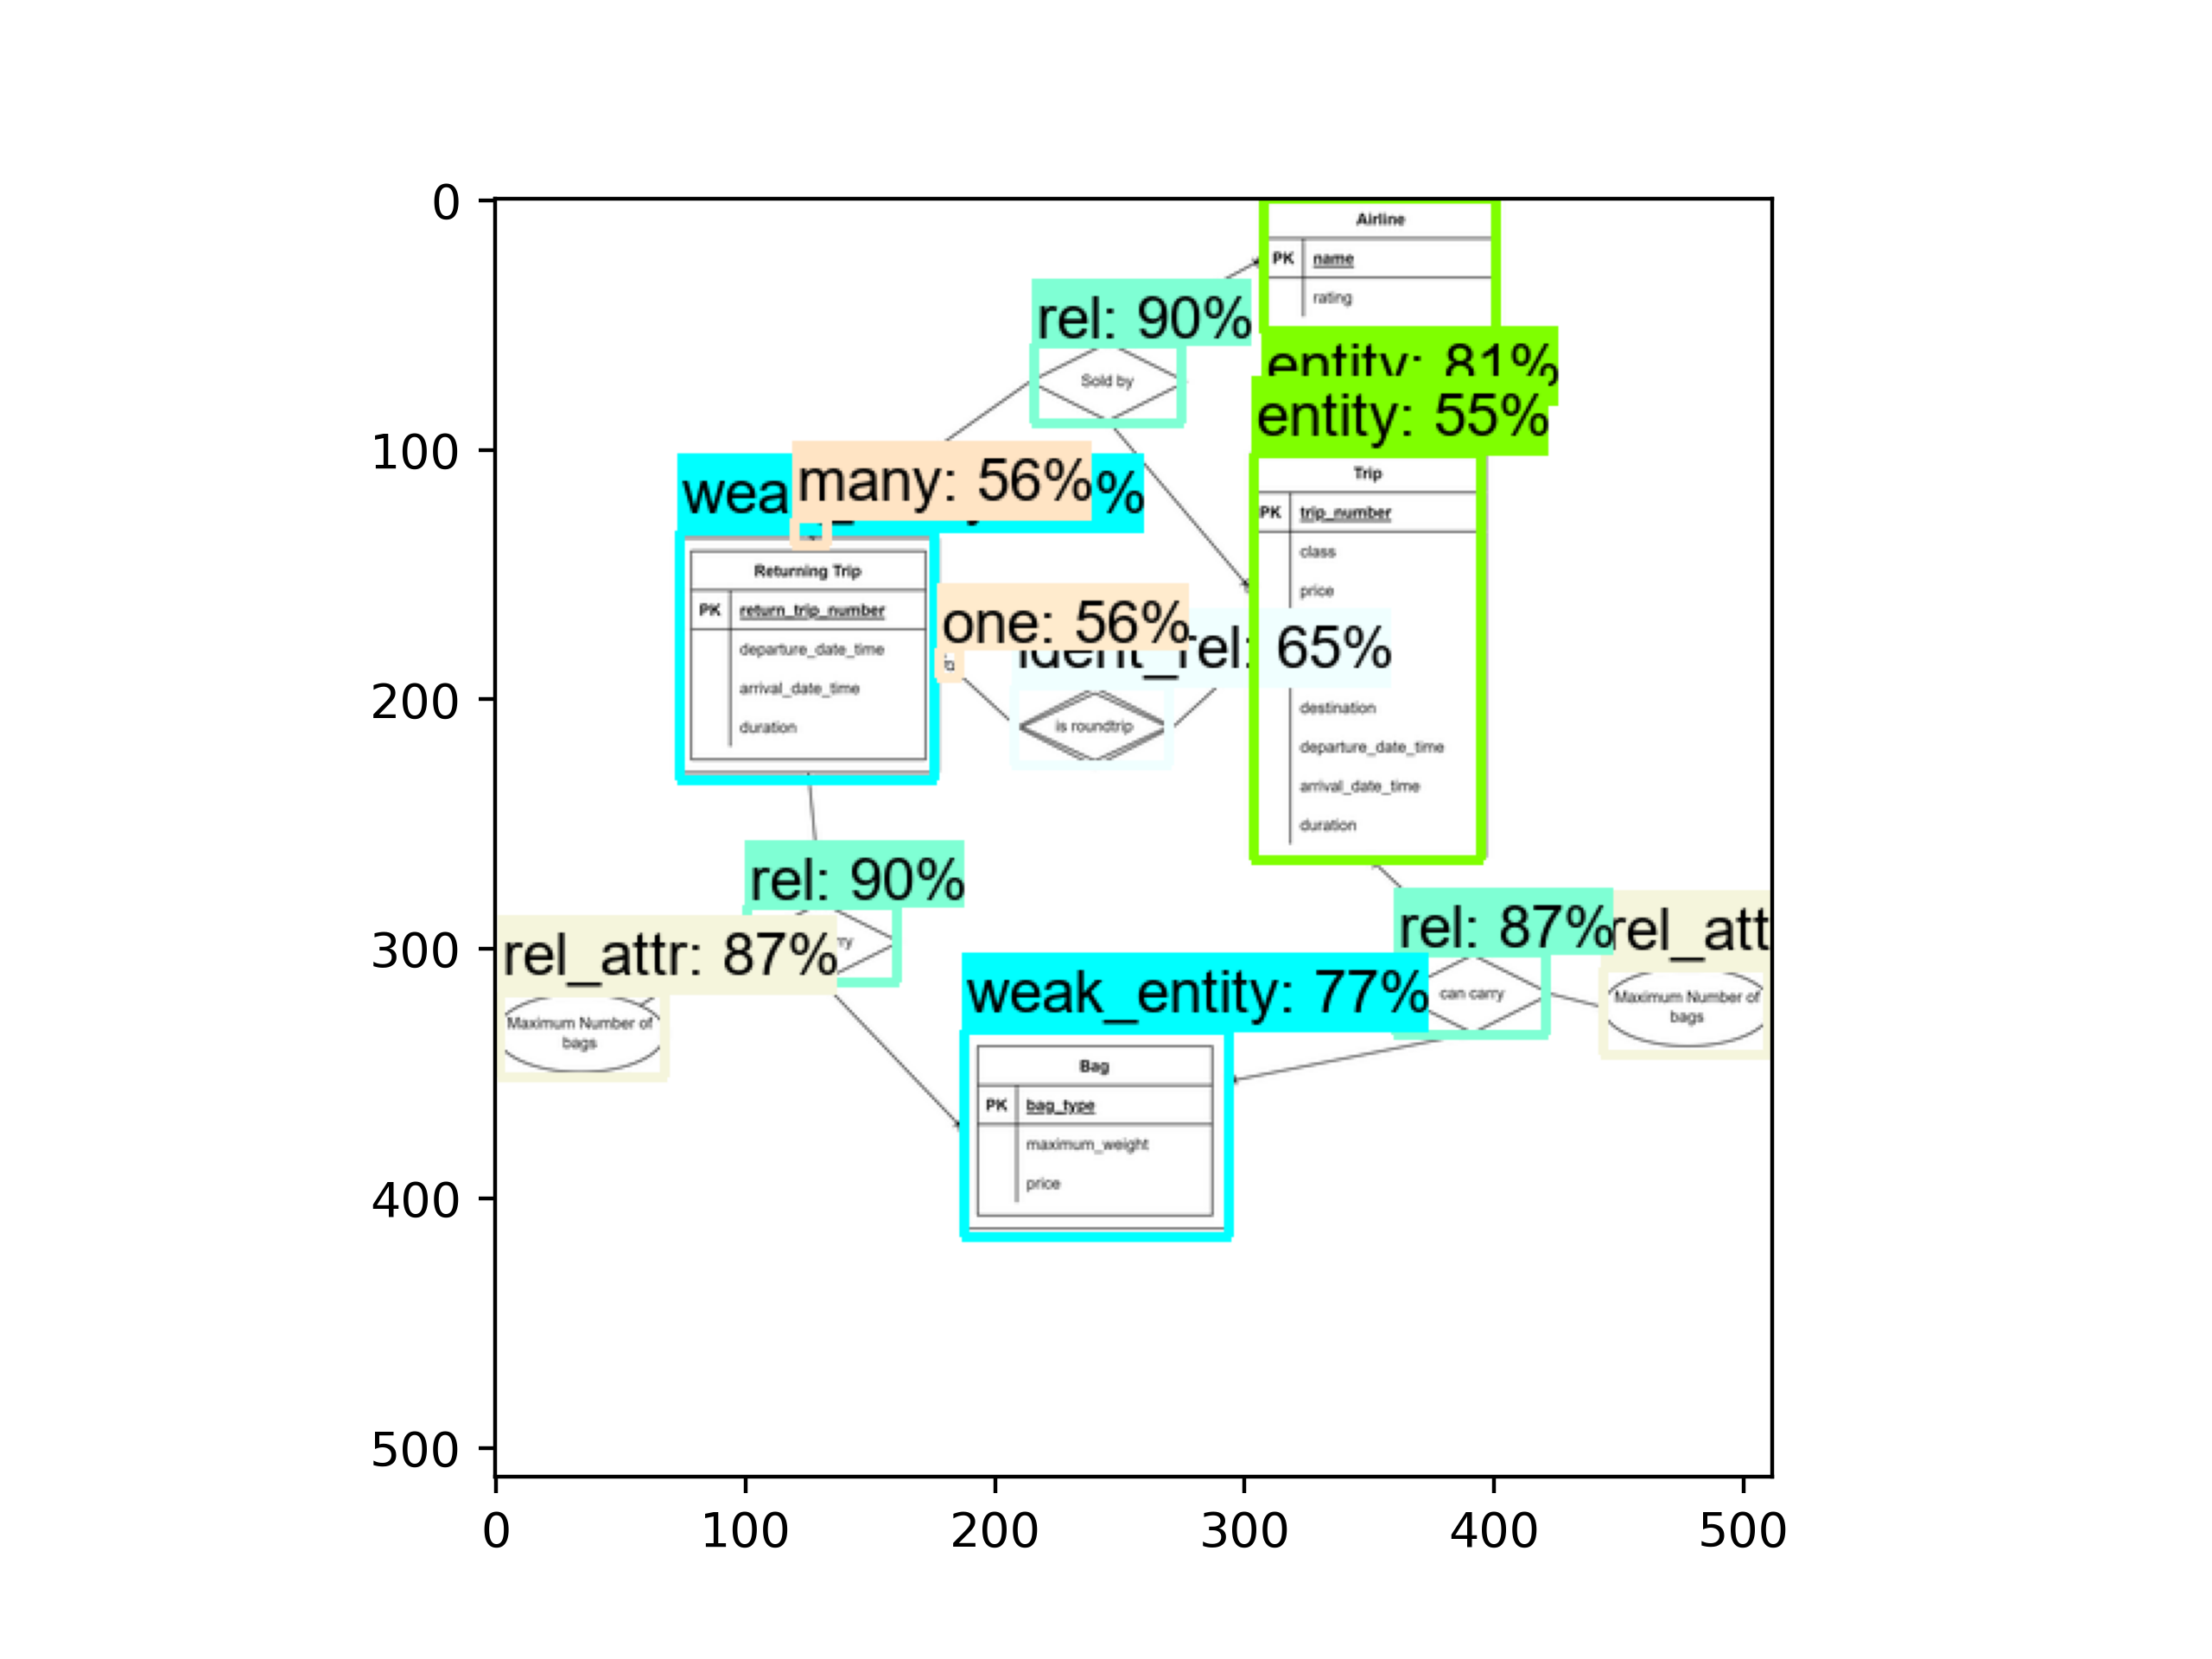 0
Airline
PK name
rating
rel: 90%
Sold by
entity: 81%
entity: 55%
100
wea
many: 56%
%
Trip
PK trip_number
class
price
Returning Trip
PK return_trip_number
departure_date_time
arrival_date_time
duration
one: 56%
ident_rel: 65%
is roundtrip
200
destination
departure_date_time
arrival_date_time
duration
rel: 90%
ry
rel: 87%
rel_att
300
rel_attr: 87%
weak_entity: 77%
can carry
Maximum Number of
bags
Maximum Number of
bags
Bag
PK bag_type
maximum_weight
price
400
500
0 100 200 300 400 500